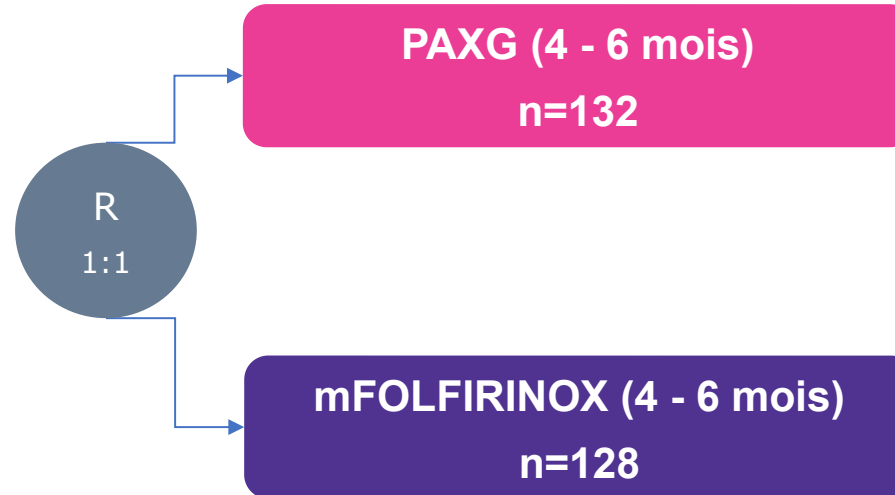 PAXG (4 - 6 mois)
n=132
R
1:1
mFOLFIRINOX (4 - 6 mois)
n=128